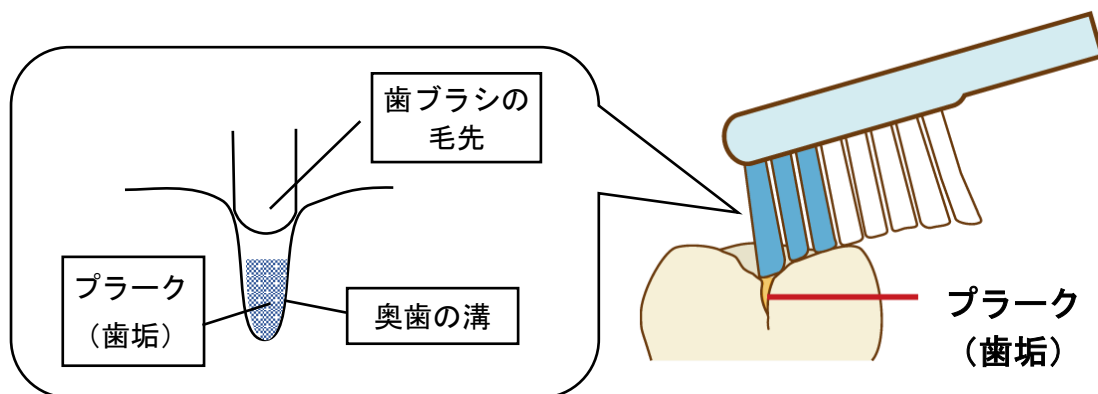 歯ブラシの
毛先
プラーク
（歯垢）
奥歯の溝
プラーク
（歯垢）